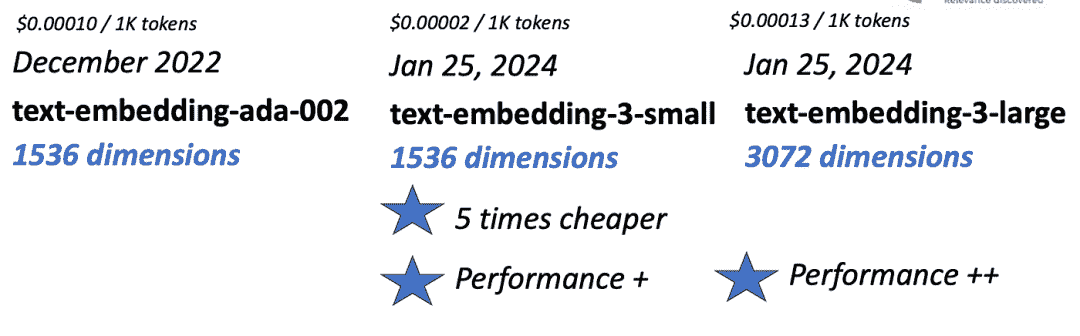 Relevance discovered
$0.00010 / 1K tokens
December 2022
text-embedding-ada-002
1536 dimensions
$0.00002 / 1K tokens
Jan 25, 2024
text-embedding-3-small
1536 dimensions
5 times cheaper
Performance +
$0.00013 / 1K tokens
Jan 25, 2024
text-embedding-3-large
3072 dimensions
Performance ++